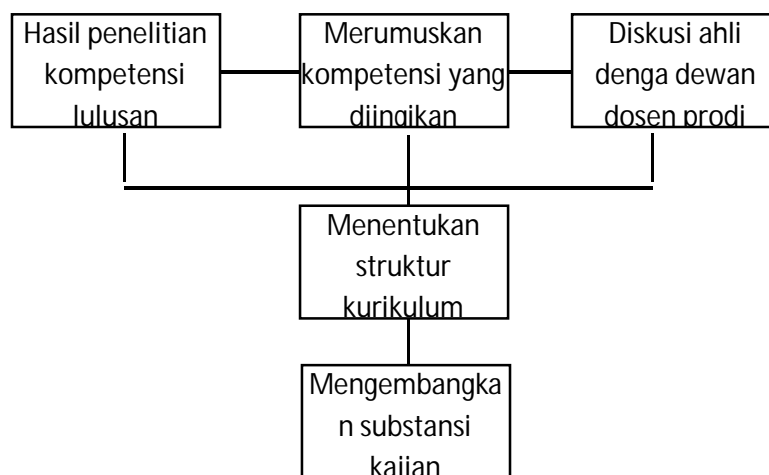 Hasil penelitian
kompetensi
lulusan
Merumuskan
kompetensi yang
diingikan
Diskusi ahli
denga dewan
dosen prodi
Menentukan
struktur
kurikulum
Mengembangka
n substansi
kajian